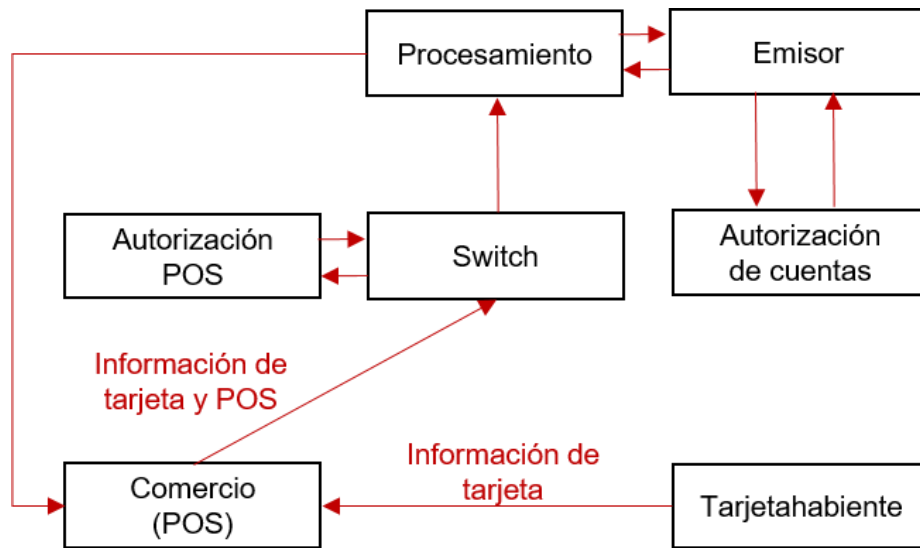 Procesamiento
Emisor
Autorización
POS
Switch
Autorización
de cuentas
Información de
tarjeta y POS
Información de
tarjeta
Comercio
(POS)
Tarjetahabiente